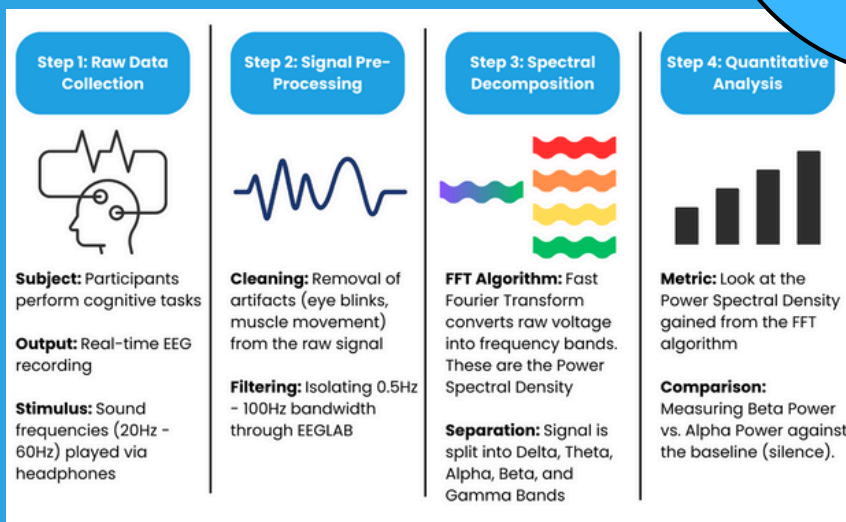 Step 1: Raw Data
Collection
Subject: Participants
perform cognitive tasks
Output: Real-time EEG
recording
Stimulus: Sound
frequencies (20Hz -
60Hz) played via
headphones
Step 2: Signal Pre-
Processing
Cleaning: Removal of
artifacts (eye blinks,
muscle movement)
from the raw signal
Filtering: Isolating 0.5Hz
- 100Hz bandwidth
through EEGLAB
Step 3: Spectral
Decomposition
FFT Algorithm: Fast
Fourier Transform
converts raw voltage
into frequency bands.
These are the Power
Spectral Density
Separation: Signal is
split into Delta, Theta,
Alpha, Beta, and
Gamma Bands
Step 4: Quantitative
Analysis
Metric: Look at the
Power Spectral Density
gained from the FFT
algorithm
Comparison:
Measuring Beta Power
vs. Alpha Power against
the baseline (silence).